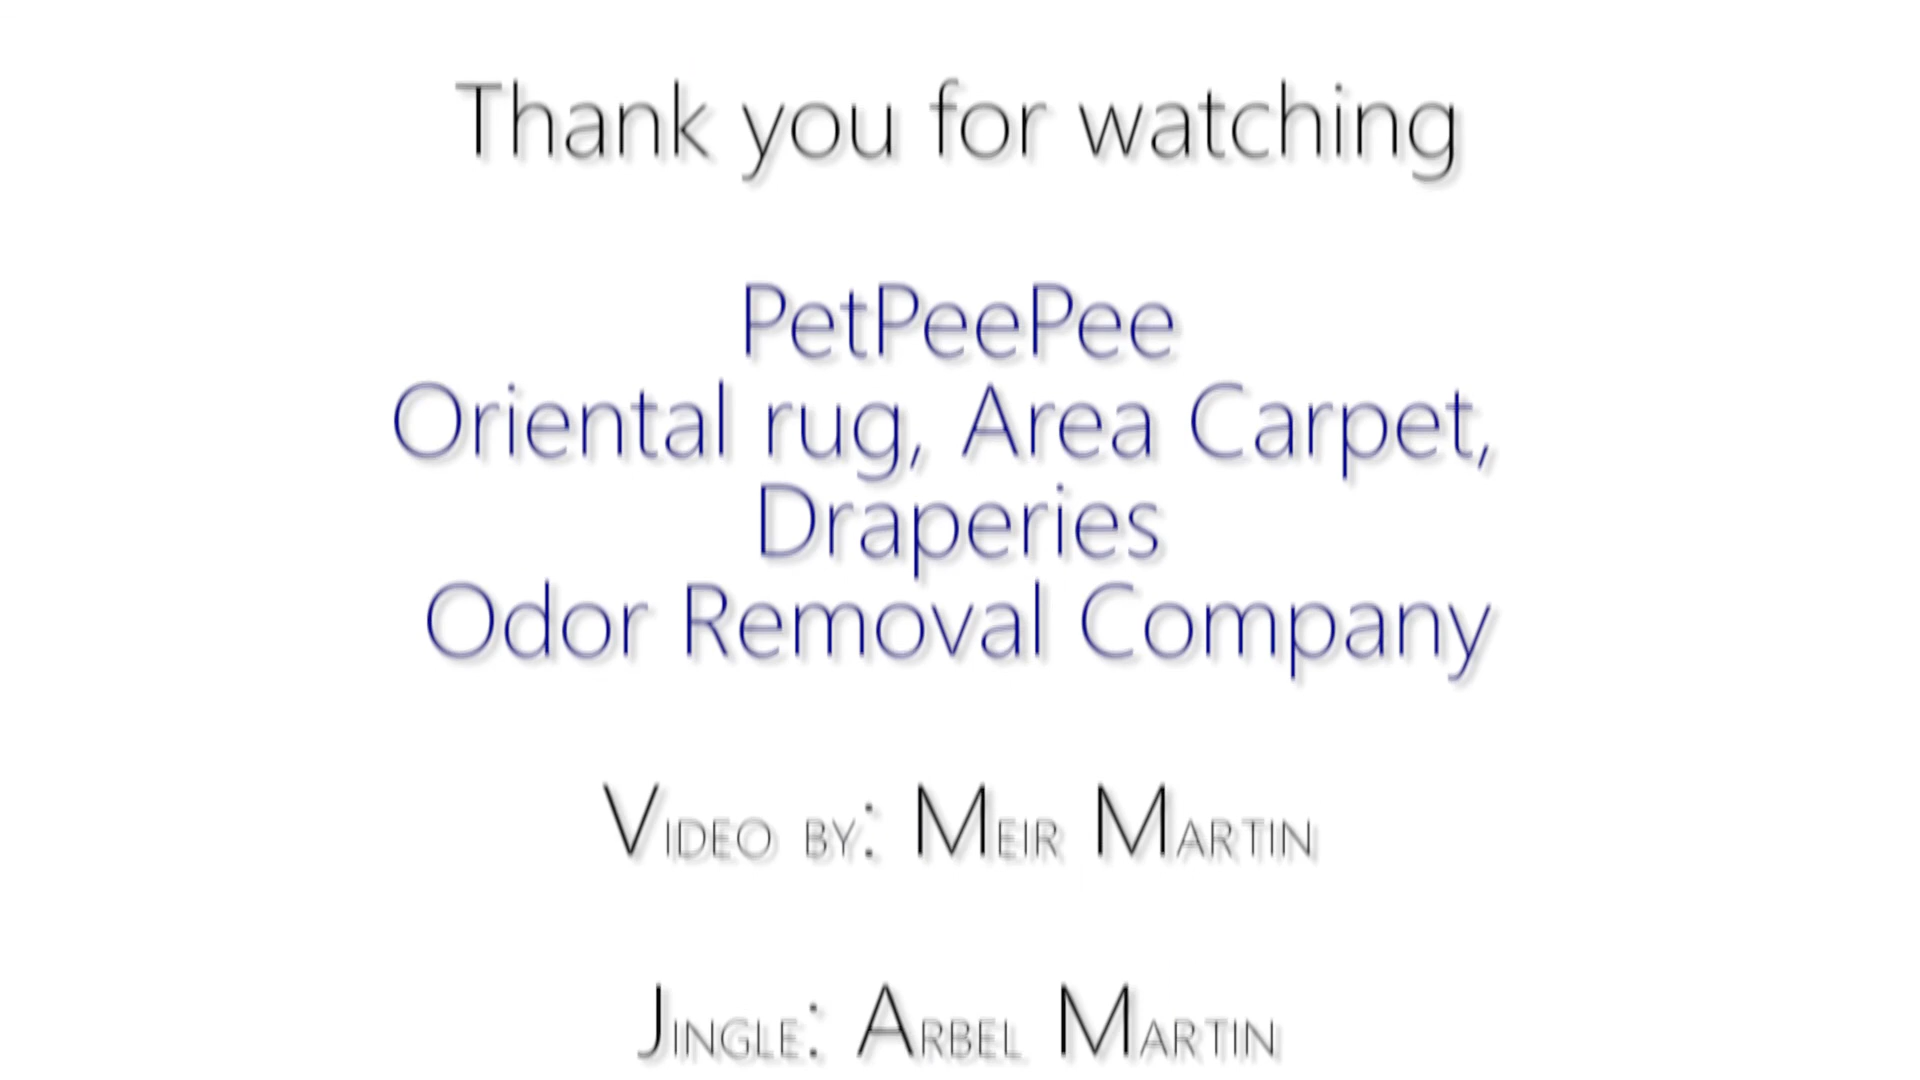 Thank you for watching
PetPeePee
Oriental rug, Area Carpet,
Draperies
Odor Removal Company
Video by: Meir Martin
Jingle: Arbel Martin